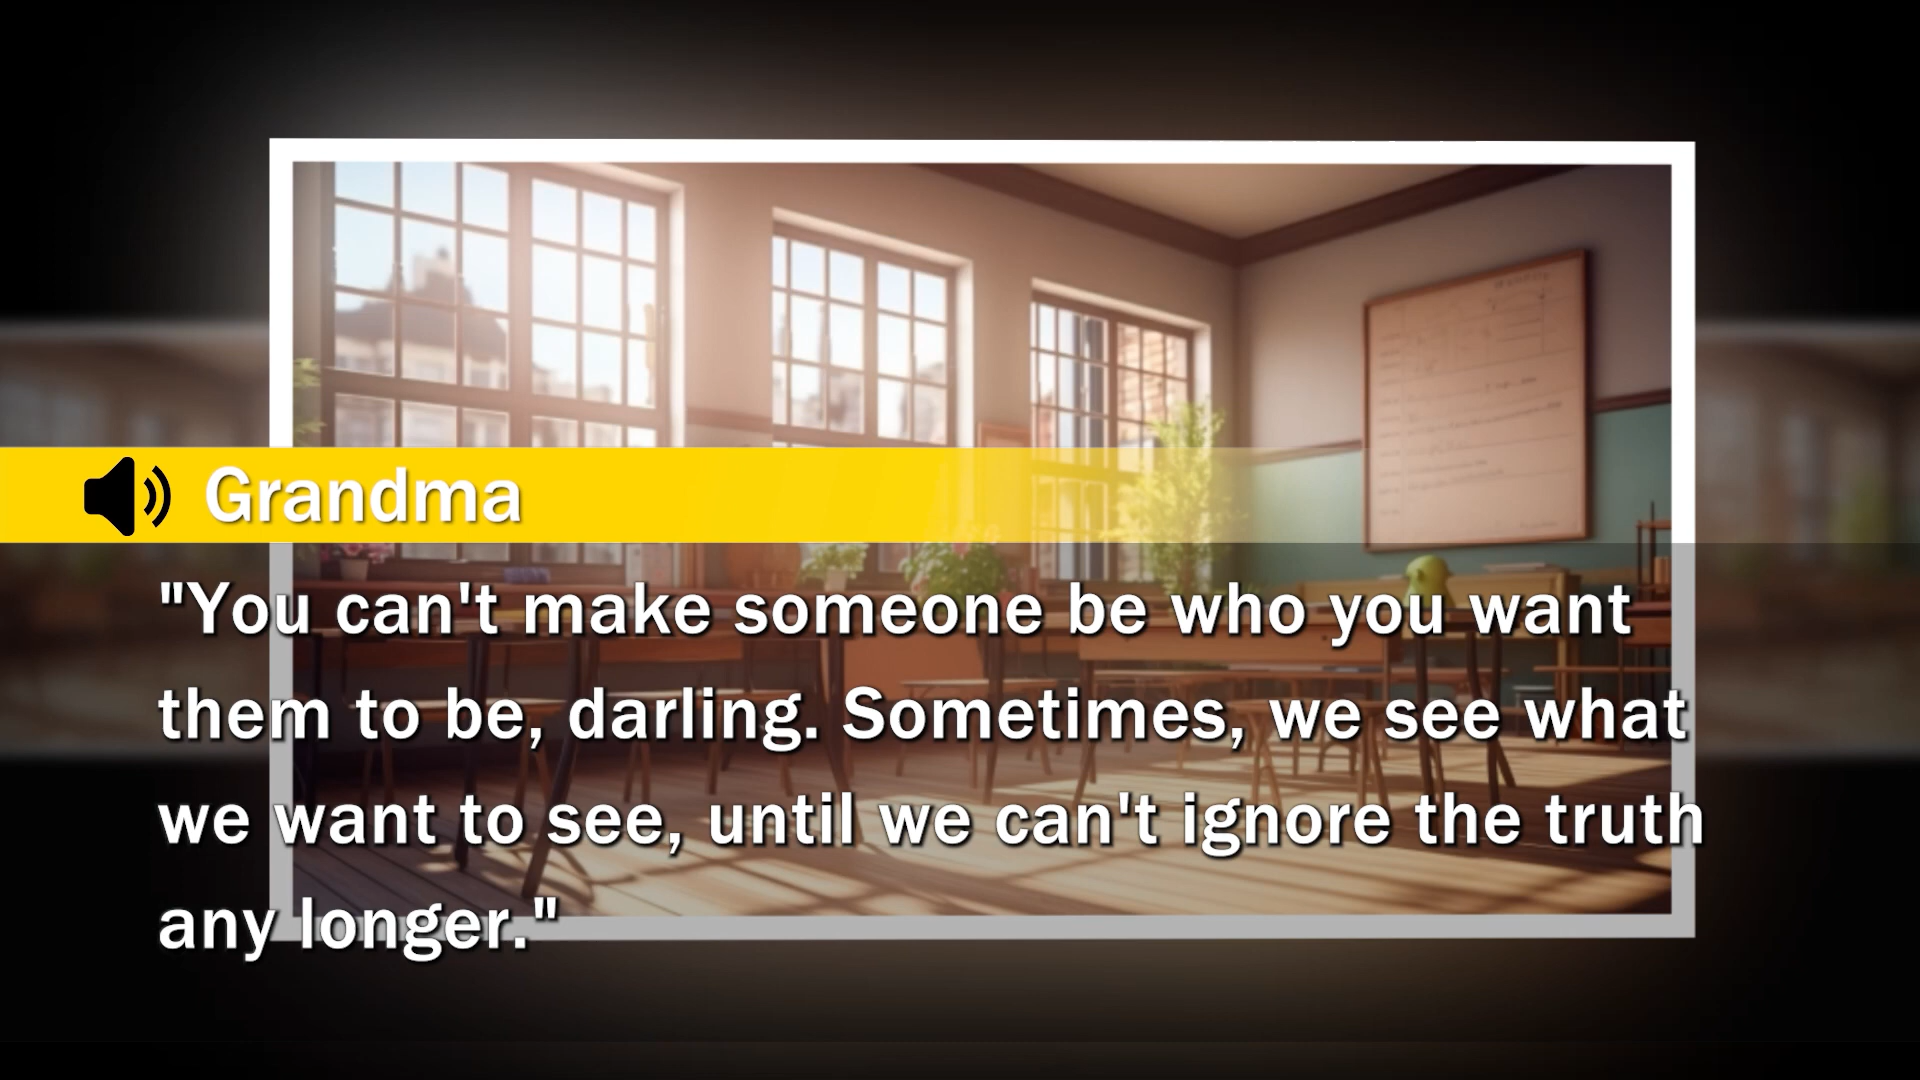 Grandma
"You can't make someone be who you want
them to be, darling. Sometimes, we see what
we want to see, until we can't ignore the truth
any longer."